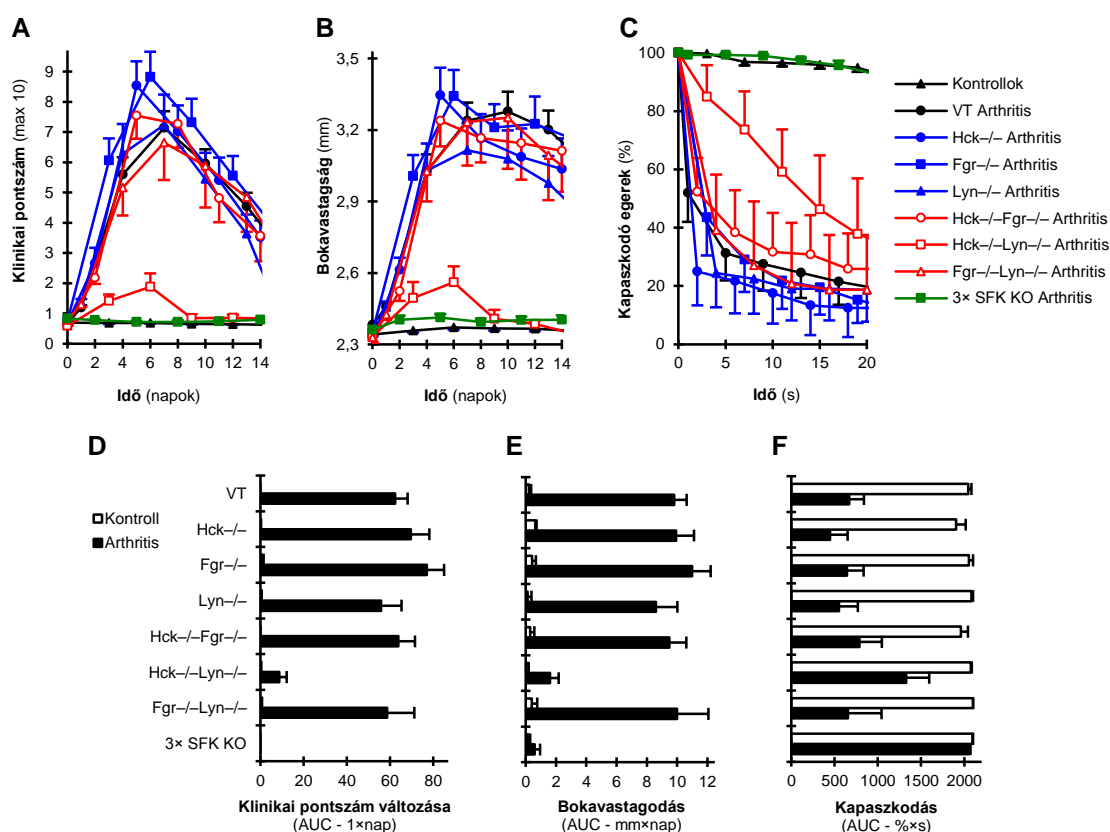 A
B
C
Klinikai pontszám (max 10)
9
8
7
6
5
4
3
2
1
0
0 2 4 6 8 10 12 14
Idő (napok)
Bokavastagság (mm)
3,5
3,2
2,9
2,6
2,3
0 2 4 6 8 10 12 14
Idő (napok)
Kapaszkodó egerek (%)
100
80
60
40
20
0
0 5 10 15 20
Idő (s)
Kontrollok
VT Arthritis
Hck–/– Arthritis
Fgr–/– Arthritis
Lyn–/– Arthritis
Hck–/–Fgr–/– Arthritis
Hck–/–Lyn–/– Arthritis
Fgr–/–Lyn–/– Arthritis
3× SFK KO Arthritis
D
E
F
Kontroll
Arthritis
VT
Hck–/–
Fgr–/–
Lyn–/–
Hck–/–Fgr–/–
Hck–/–Lyn–/–
Fgr–/–Lyn–/–
3× SFK KO
0 20 40 60 80
Klinikai pontszám változása
(AUC - 1×nap)
0 2 4 6 8 10 12
Bokavastagodás
(AUC - mm×nap)
0 500 1000 1500 2000
Kapaszkodás
(AUC - %×s)